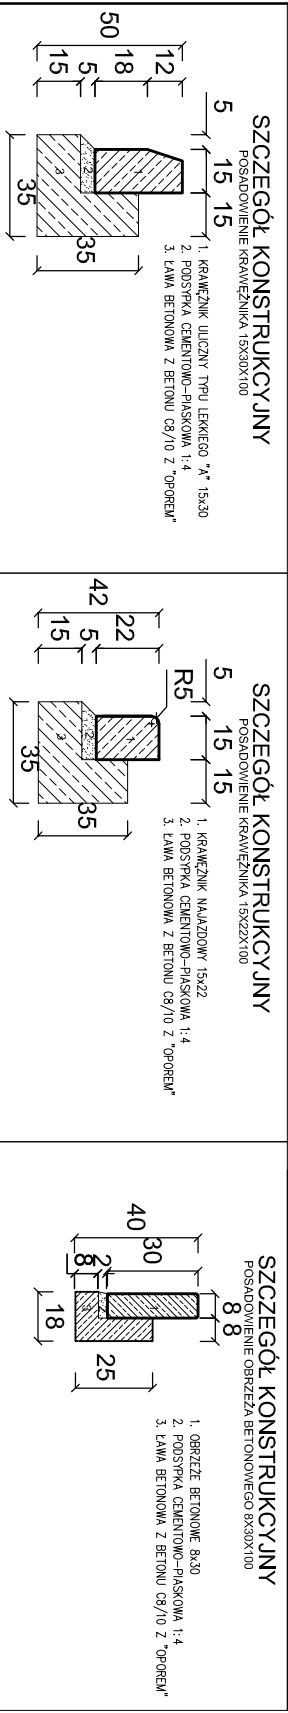 SZCZEGÓŁ KONSTRUKCYJNY
POSADOWIENIE KRAWĘŻNIKA 15X30X100
5
15
15
50
12
18
5
15
35
35
1
2
3
1. KRAWĘŻNIK ULICZNY TYPU LEKKIEGO "A" 15x30
2. PODSYPKA CEMENTOWO-PIASKOWA 1:4
3. ŁAWA BETONOWA Z BETONU C8/10 Z "OPOREM"
SZCZEGÓŁ KONSTRUKCYJNY
POSADOWIENIE KRAWĘŻNIKA 15X22X100
5
15
15
R5
42
22
5
15
35
35
1
2
3
1. KRAWĘŻNIK NAJAZDOWY 15x22
2. PODSYPKA CEMENTOWO-PIASKOWA 1:4
3. ŁAWA BETONOWA Z BETONU C8/10 Z "OPOREM"
SZCZEGÓŁ KONSTRUKCYJNY
POSADOWIENIE OBRZEŻA BETONOWEGO 8X30X100
8
8
40
30
2
8
18
25
1
2
3
1. OBRZEŻE BETONOWE 8x30
2. PODSYPKA CEMENTOWO-PIASKOWA 1:4
3. ŁAWA BETONOWA Z BETONU C8/10 Z "OPOREM"